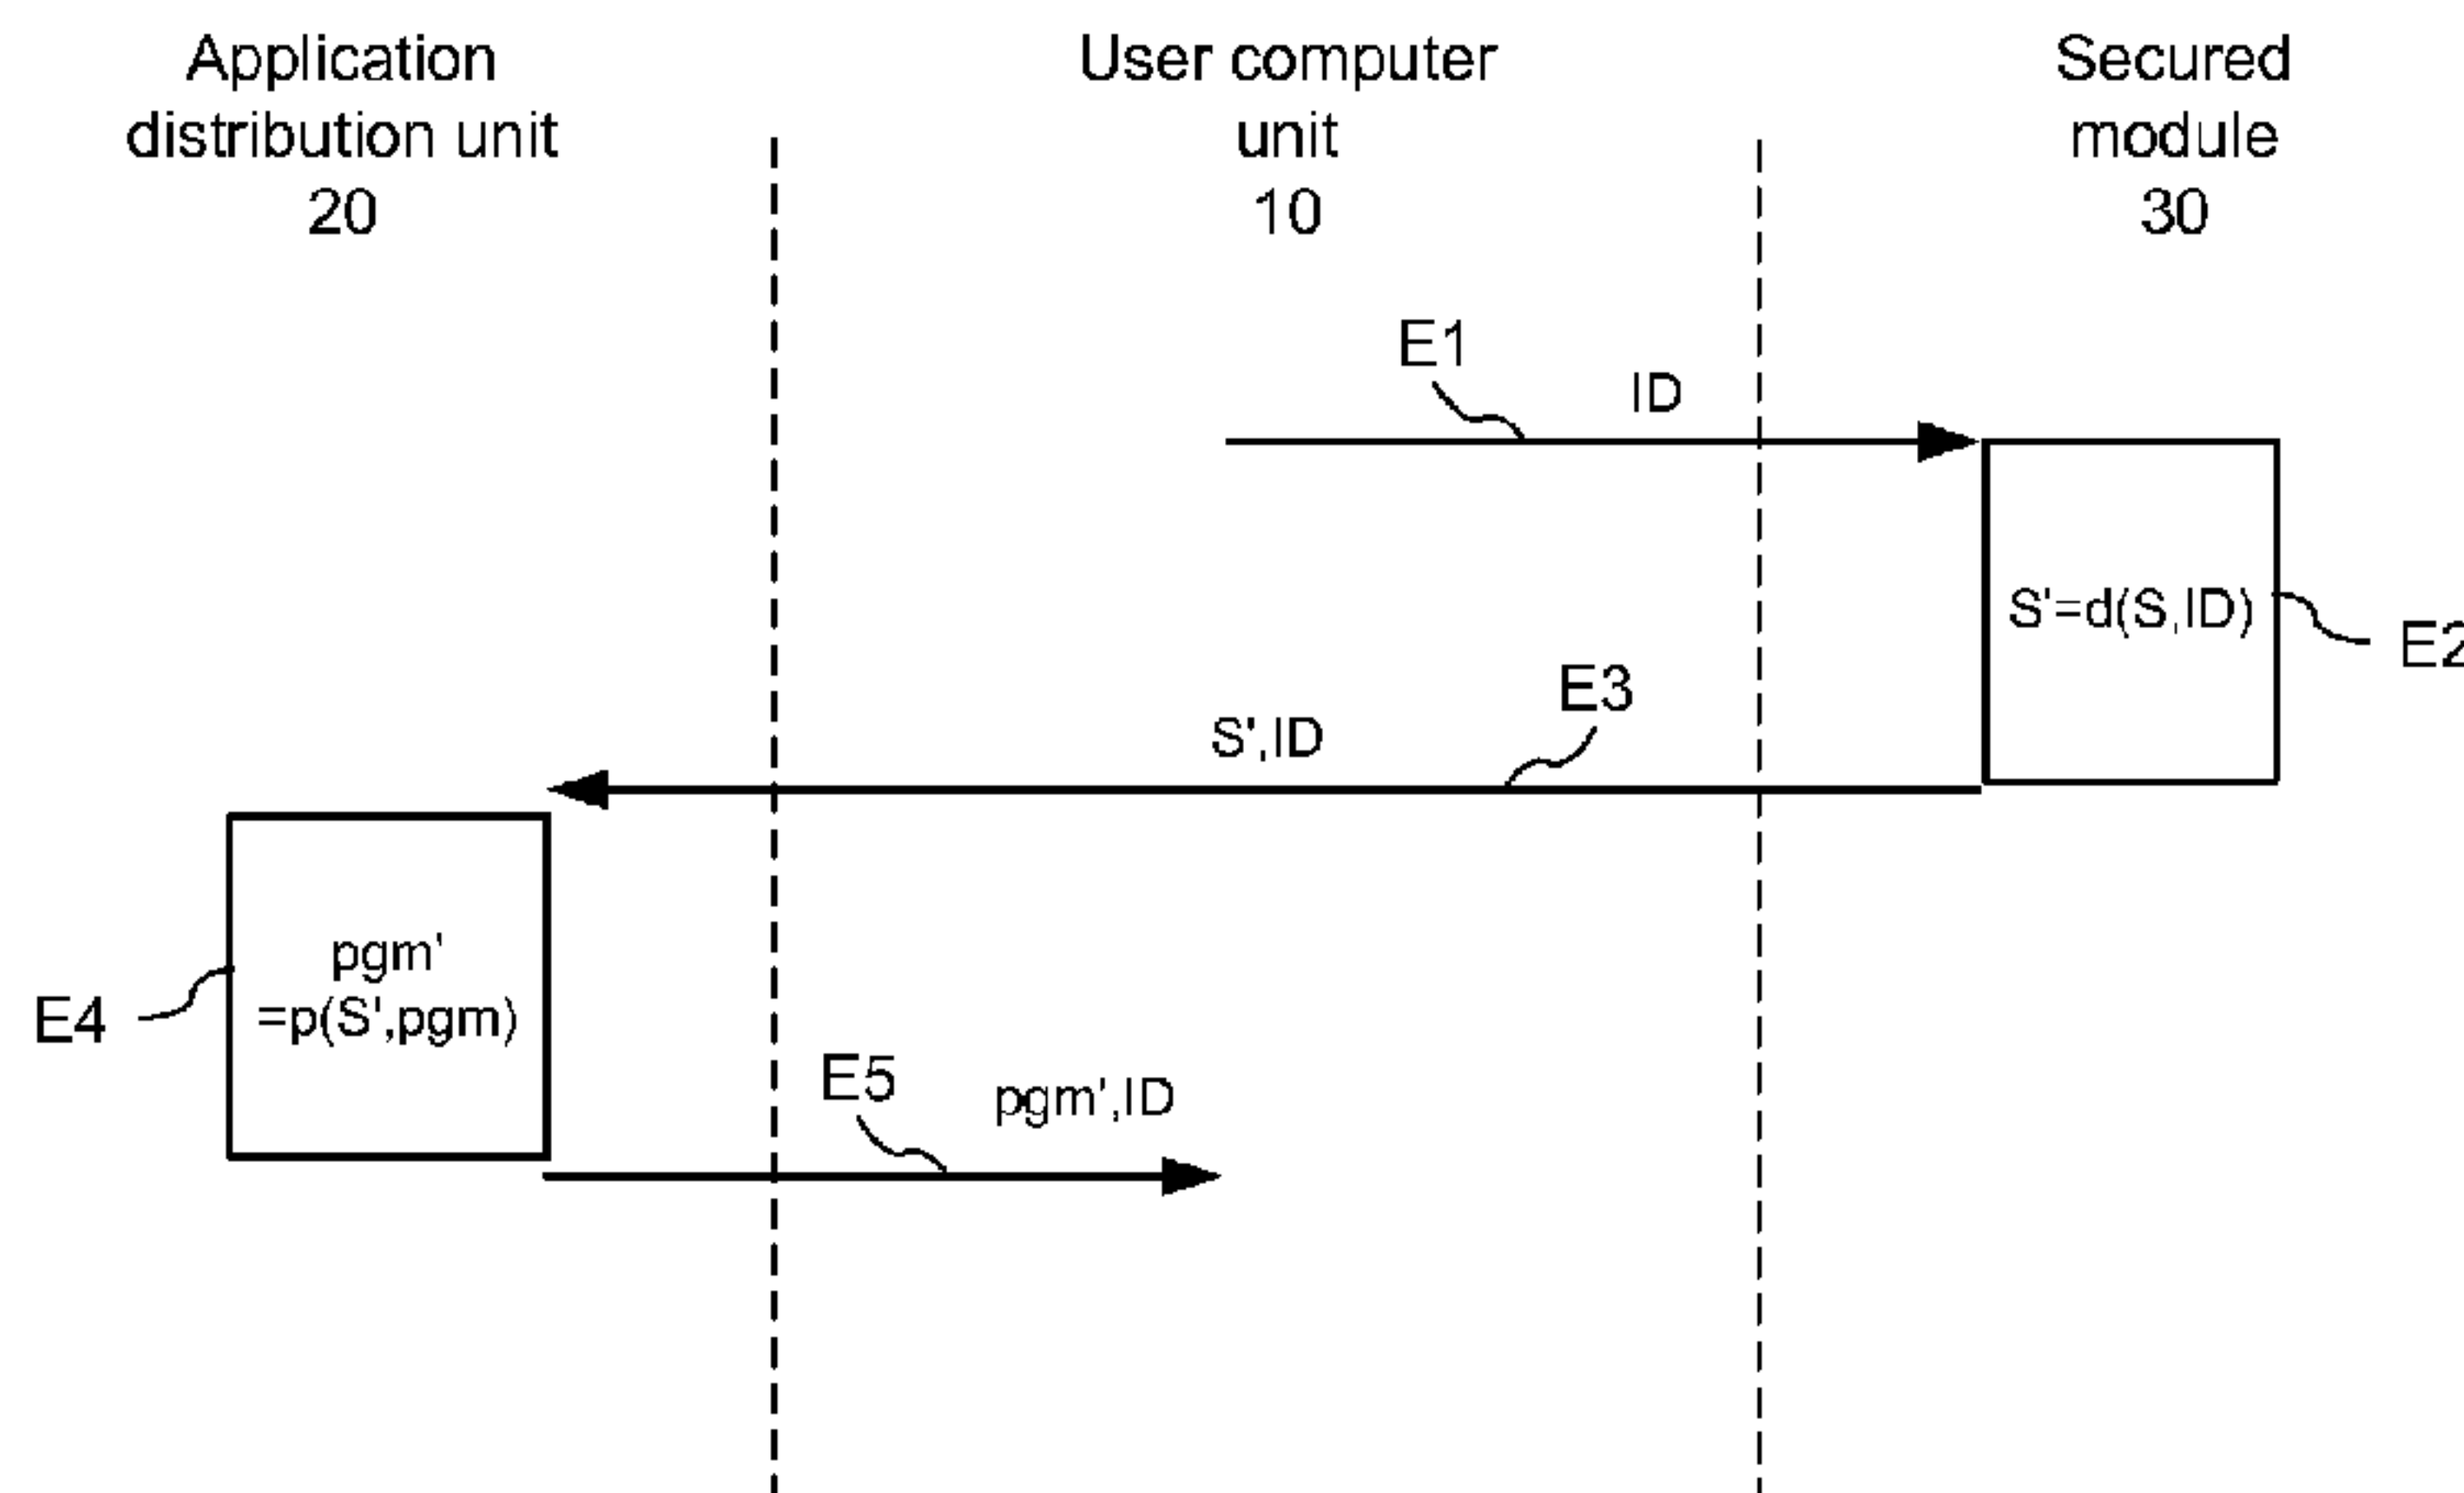 Application
distribution unit
20
User computer
unit
10
Secured
module
30
E1
ID
S'=d(S,ID)
E2
E3
S',ID
pgm'
=p(S',pgm)
E4
E5
pgm',ID